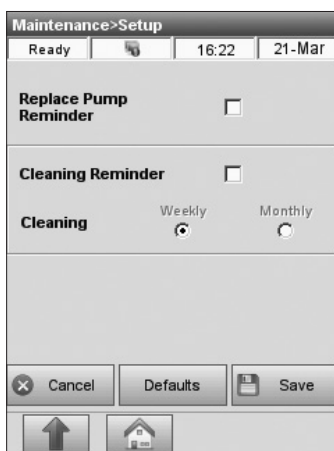 Maintenance>Setup
Ready 16:22 21-Mar
Replace Pump
Reminder
Cleaning Reminder
Weekly Monthly
Cleaning
Cancel Defaults Save